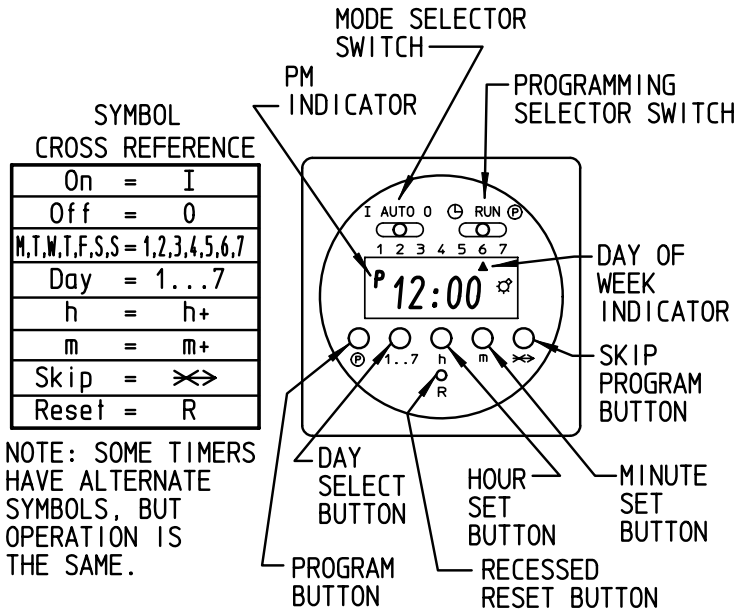 MODE SELECTOR
SWITCH
PM
INDICATOR
PROGRAMMING
SELECTOR SWITCH
SYMBOL
CROSS REFERENCE
On = I
Off = 0
M,T,W,T,F,S,S = 1,2,3,4,5,6,7
Day = 1...7
h = h+
m = m+
Skip =
Reset = R
NOTE: SOME TIMERS
HAVE ALTERNATE
SYMBOLS, BUT
OPERATION IS
THE SAME.
I AUTO 0 RUN Ⓟ
1 2 3 4 5 6 7
P 12:00
Ⓟ 1..7 h m
R
DAY OF
WEEK
INDICATOR
SKIP
PROGRAM
BUTTON
DAY
SELECT
BUTTON
HOUR
SET
BUTTON
MINUTE
SET
BUTTON
PROGRAM
BUTTON
RECESSED
RESET BUTTON